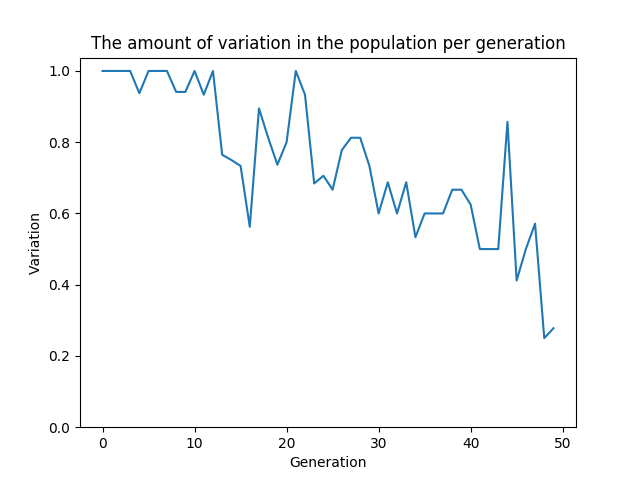 The amount of variation in the population per generation
1.0
0.8
0.6
0.4
0.2
0.0
Variation
0 10 20 30 40 50
Generation